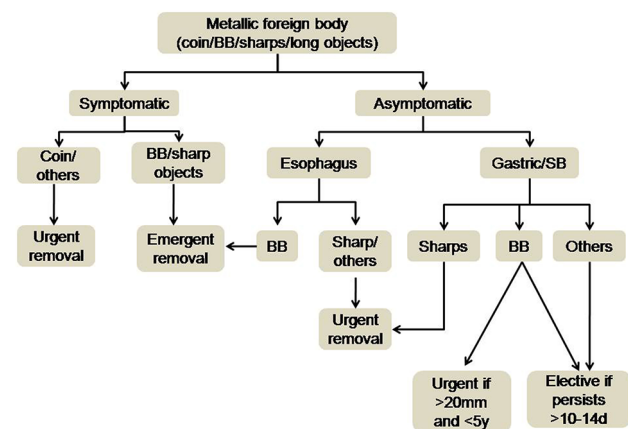 Metallic foreign body
(coin/BB/sharps/long objects)
Symptomatic
Asymptomatic
Coin/
others
BB/sharp
objects
Esophagus
Gastric/SB
Urgent
removal
Emergent
removal
BB
Sharp/
others
Sharps
BB
Others
Urgent
removal
Urgent if
>20mm
and <5y
Elective if
persists
>10-14d